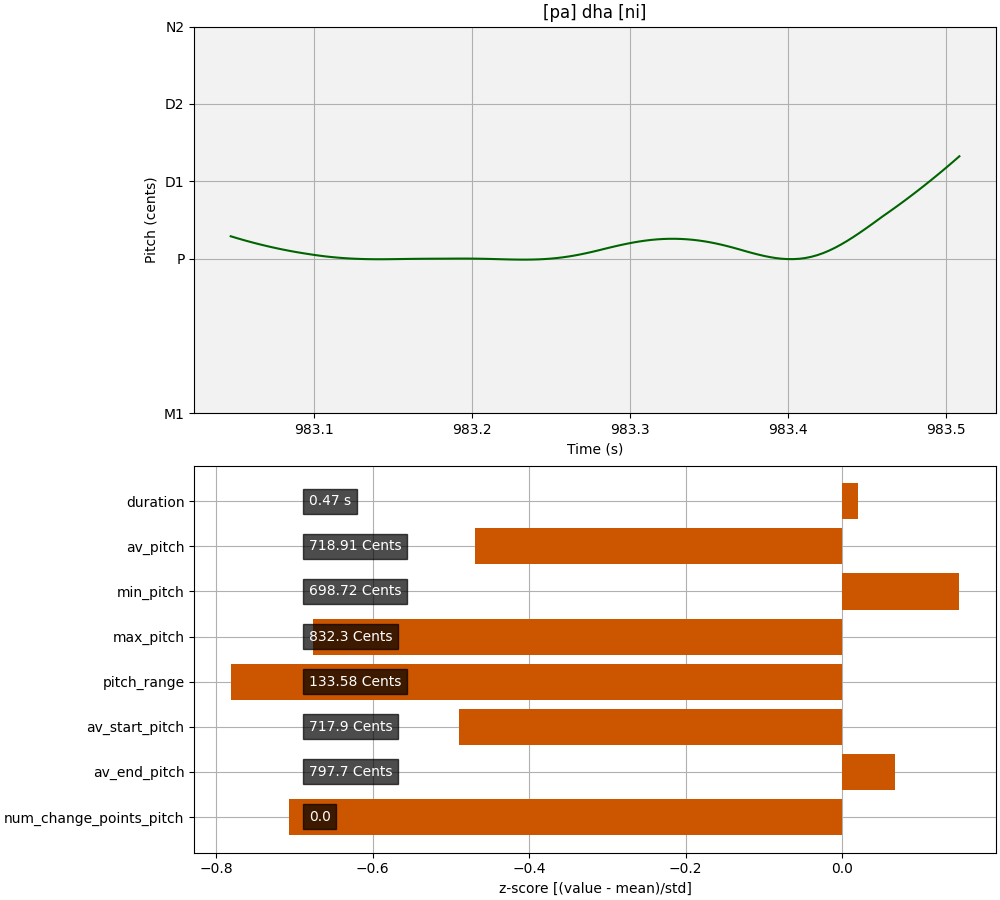 [pa] dha [ni]
N2
D2
D1
P
M1
Pitch (cents)
983.1 983.2 983.3 983.4 983.5
Time (s)
duration 0.47 s
av_pitch 718.91 Cents
min_pitch 698.72 Cents
max_pitch 832.3 Cents
pitch_range 133.58 Cents
av_start_pitch 717.9 Cents
av_end_pitch 797.7 Cents
num_change_points_pitch 0.0
−0.8 −0.6 −0.4 −0.2 0.0
z-score [(value - mean)/std]